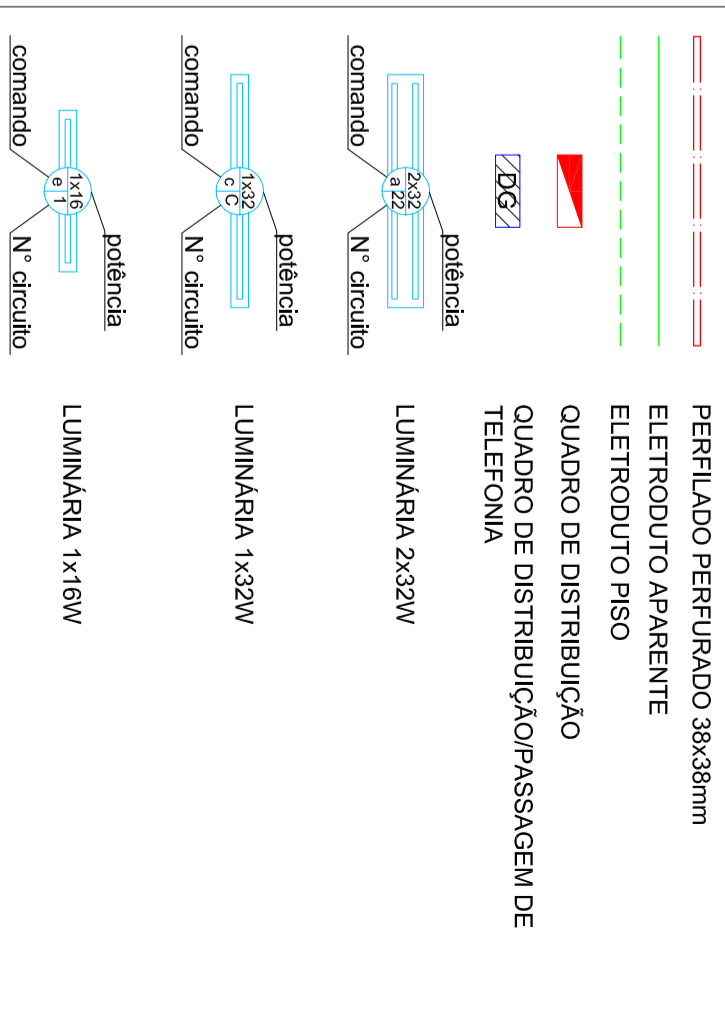 PERFILADO PERFURADO 38x38mm
ELETRODUTO APARENTE
ELETRODUTO PISO
QUADRO DE DISTRIBUIÇÃO
DG
QUADRO DE DISTRIBUIÇÃO/PASSAGEM DE
TELEFONIA
potência
2x32
a 22
comando
N° circuito
LUMINÁRIA 2x32W
potência
1x32
c C
comando
N° circuito
LUMINÁRIA 1x32W
potência
1x16
e 1
comando
N° circuito
LUMINÁRIA 1x16W